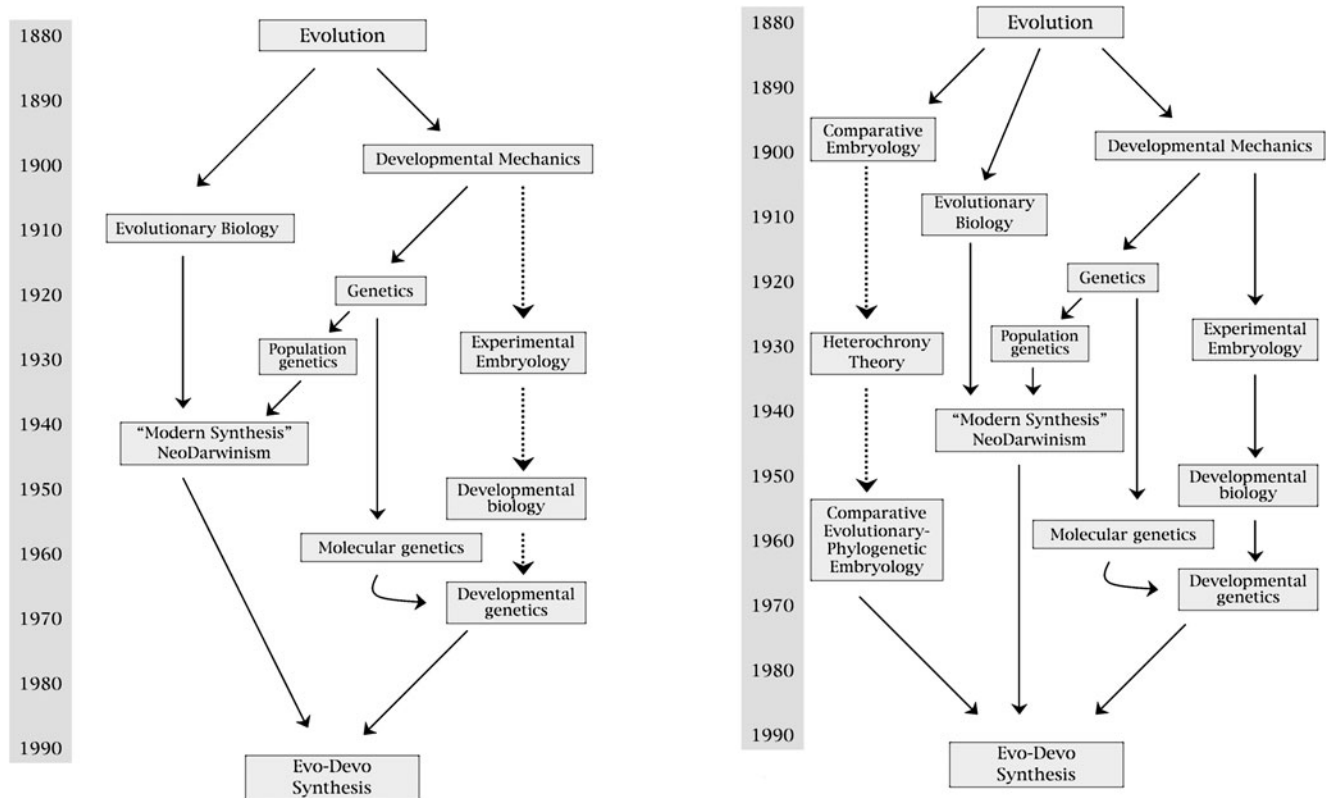 1880
1890
1900
1910
1920
1930
1940
1950
1960
1970
1980
1990
Evolution
Developmental Mechanics
Evolutionary Biology
Genetics
Population
genetics
Experimental
Embryology
“Modern Synthesis”
NeoDarwinism
Developmental
biology
Molecular genetics
Developmental
genetics
Evo-Devo
Synthesis
1880
1890
1900
1910
1920
1930
1940
1950
1960
1970
1980
1990
Evolution
Comparative
Embryology
Developmental Mechanics
Evolutionary
Biology
Genetics
Heterochrony
Theory
Population
genetics
Experimental
Embryology
“Modern Synthesis”
NeoDarwinism
Developmental
biology
Comparative
Evolutionary-
Phylogenetic
Embryology
Molecular genetics
Developmental
genetics
Evo-Devo
Synthesis